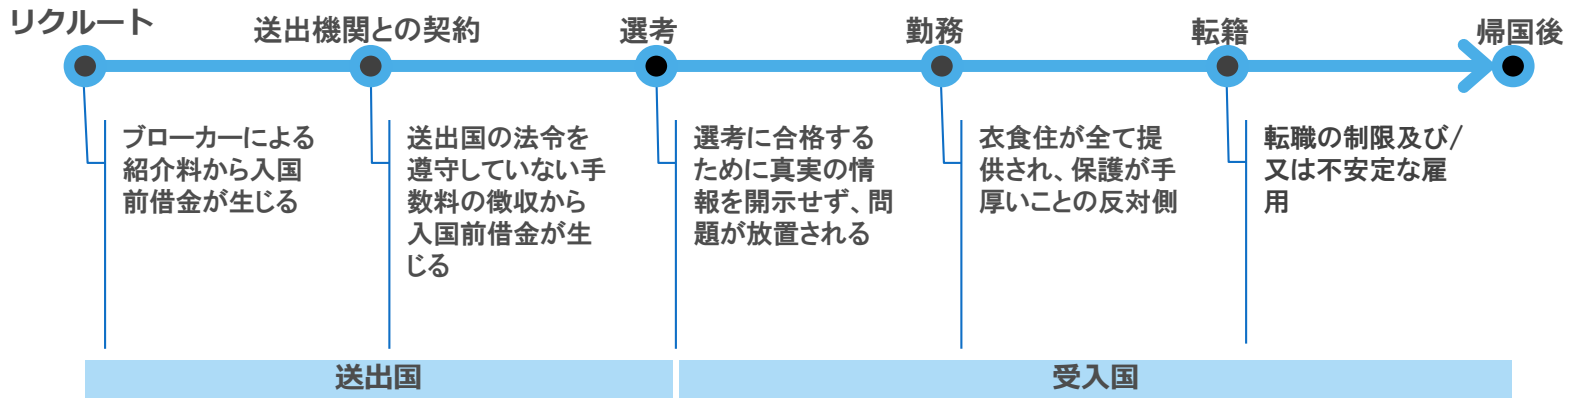 リクルート
送出機関との契約
選考
勤務
転籍
帰国後
ブローカーによる
紹介料から入国
前借金が生じる
送出国の法令を
遵守していない手
数料の徴収から
入国前借金が生
じる
選考に合格する
ために真実の情
報を開示せず、問
題が放置される
衣食住が全て提
供され、保護が手
厚いことの反対側
転職の制限及び/
又は不安定な雇
用
送出国
受入国